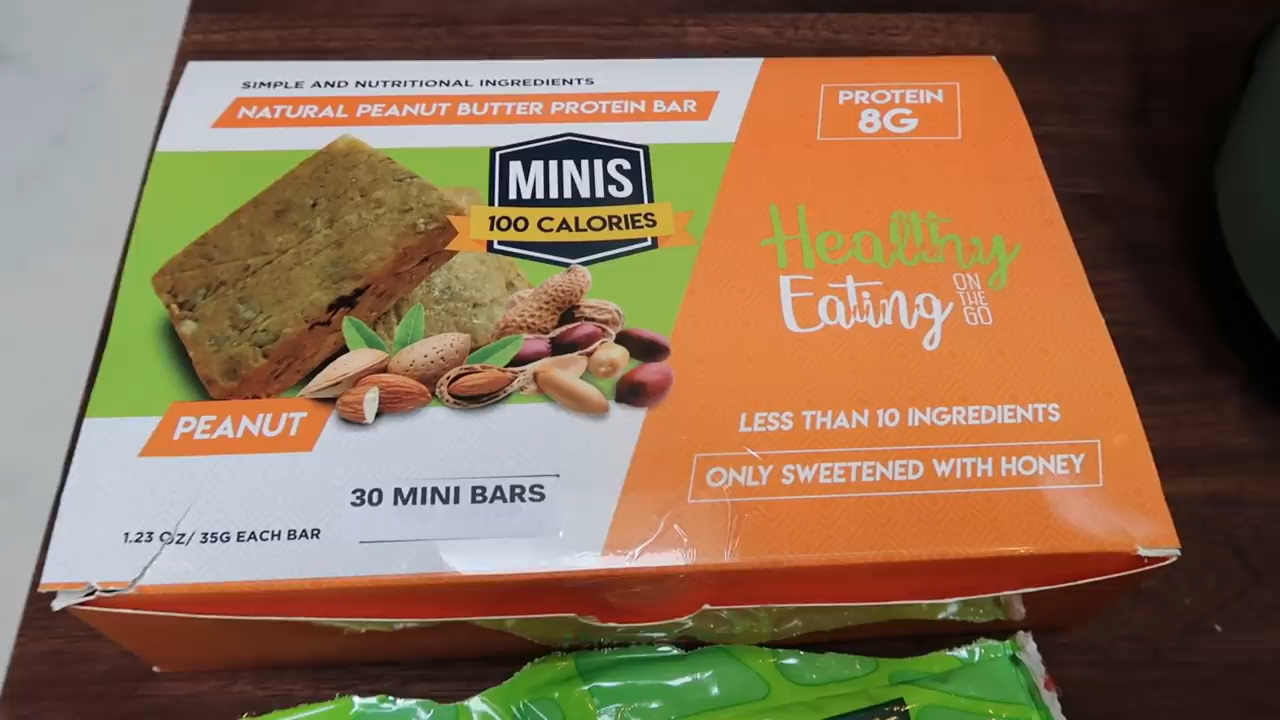 SIMPLE AND NUTRITIONAL INGREDIENTS
NATURAL PEANUT BUTTER PROTEIN BAR
MINIS
100 CALORIES
PEANUT
30 MINI BARS
1.23 OZ/ 35G EACH BAR
PROTEIN
8G
Healthy
Eating ON THE GO
LESS THAN 10 INGREDIENTS
ONLY SWEETENED WITH HONEY